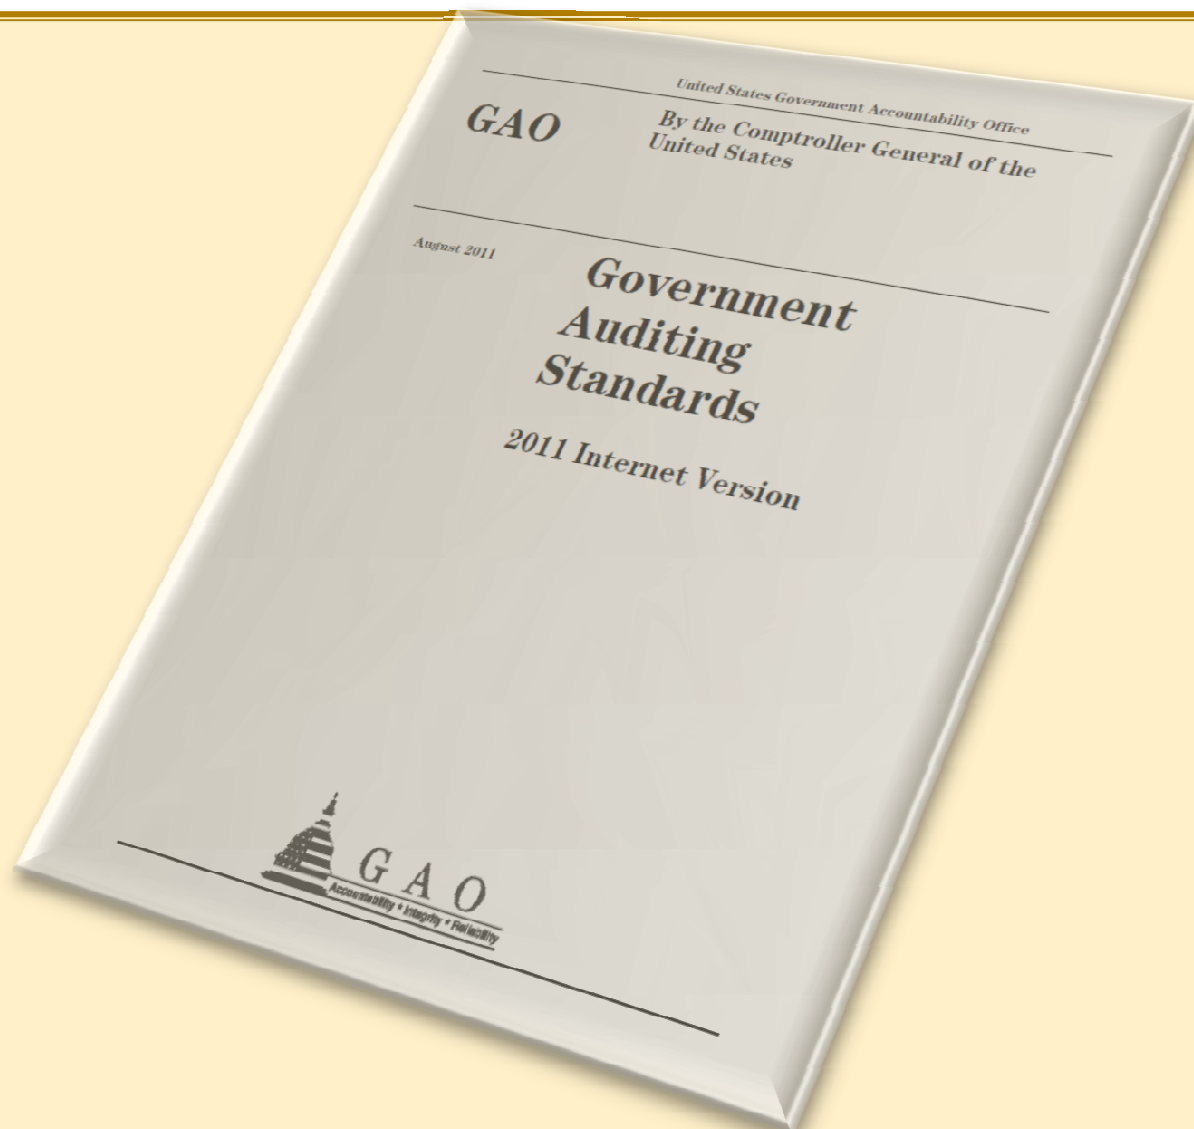 United States Government Accountability Office
GAO
By the Comptroller General of the
United States
August 2011
Government
Auditing
Standards
2011 Internet Version
GAO
Accountability * Integrity * Reliability